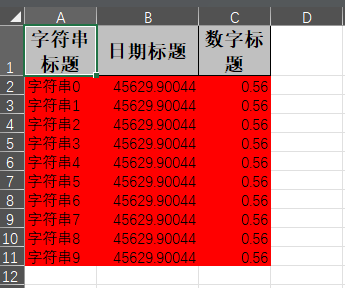 A B C D
1 字符串标题 日期标题 数字标题
2 字符串0 45629.90044 0.56
3 字符串1 45629.90044 0.56
4 字符串2 45629.90044 0.56
5 字符串3 45629.90044 0.56
6 字符串4 45629.90044 0.56
7 字符串5 45629.90044 0.56
8 字符串6 45629.90044 0.56
9 字符串7 45629.90044 0.56
10 字符串8 45629.90044 0.56
11 字符串9 45629.90044 0.56
12